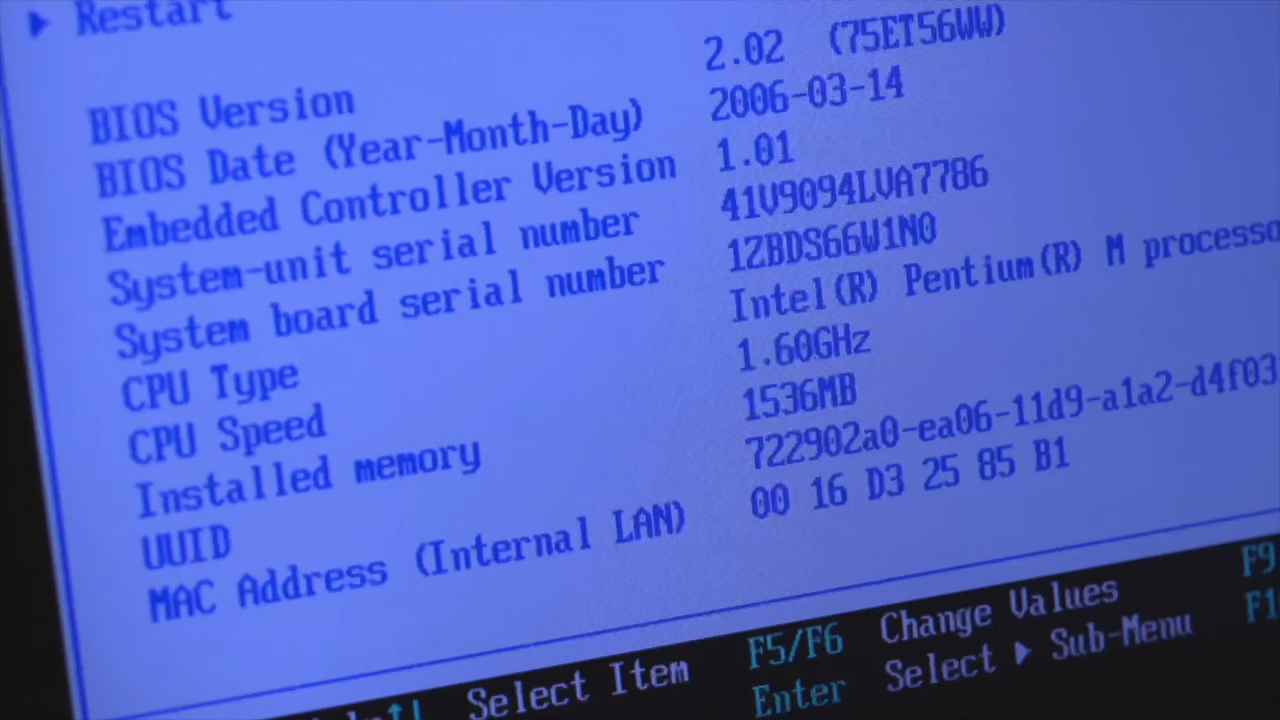 ▶ Restart
BIOS Version 2.02 (75ET56WW)
BIOS Date (Year-Month-Day) 2006-03-14
Embedded Controller Version 1.01
System-unit serial number 41V9094LVA7786
System board serial number 1ZBDS66W1N0
CPU Type Intel(R) Pentium(R) M processo
CPU Speed 1.60GHz
Installed memory 1536MB
UUID 722902a0-ea06-11d9-a1a2-d4f03
MAC Address (Internal LAN) 00 16 D3 25 85 B1
↑↓ Select Item F5/F6 Change Values F9
Enter Select ▶ Sub-Menu F1